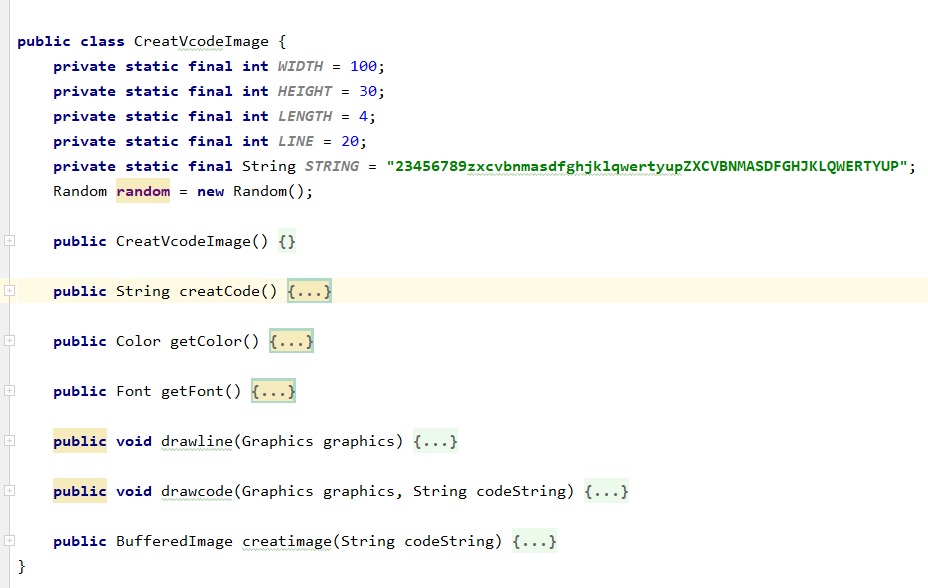 public class CreatVcodeImage {
private static final int WIDTH = 100;
private static final int HEIGHT = 30;
private static final int LENGTH = 4;
private static final int LINE = 20;
private static final String STRING = "23456789zxcvbnmasdfghjklqwertyupZXCVBNMASDFGHJKLQWERTYUP";
Random random = new Random();
public CreatVcodeImage() {}
public String creatCode() {...}
public Color getColor() {...}
public Font getFont() {...}
public void drawline(Graphics graphics) {...}
public void drawcode(Graphics graphics, String codeString) {...}
public BufferedImage creatimage(String codeString) {...}
}